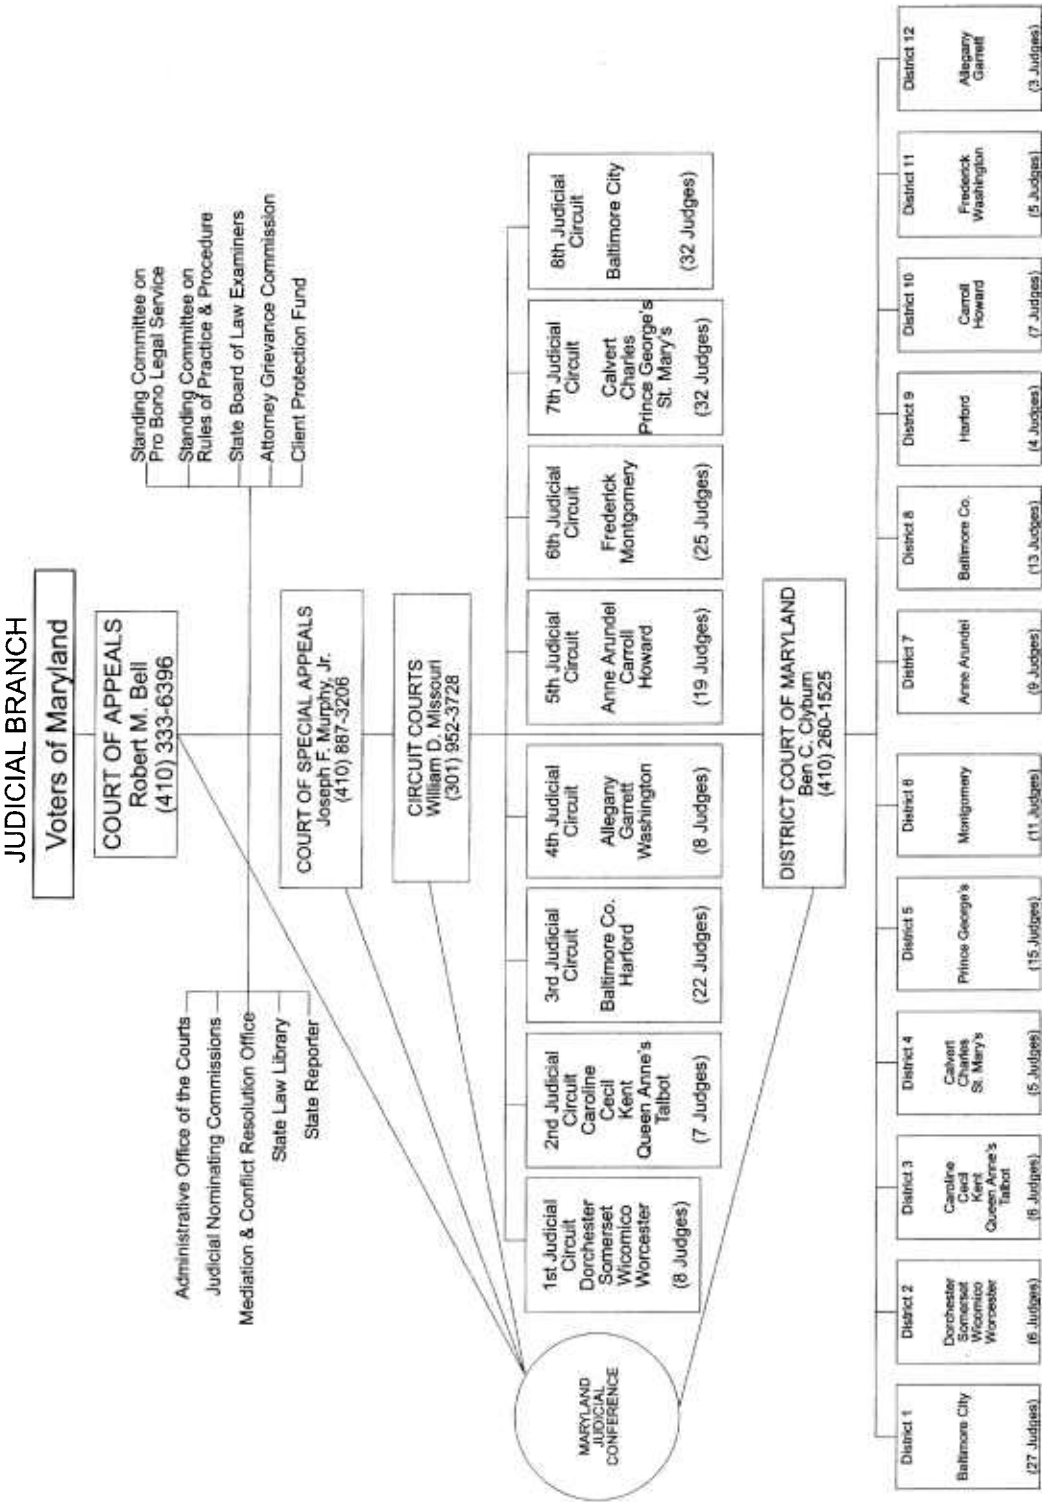 JUDICIAL BRANCH
Voters of Maryland
COURT OF APPEALS
Robert M. Bell
(410) 333-6396
Administrative Office of the Courts
Judicial Nominating Commissions
Mediation & Conflict Resolution Office
State Law Library
State Reporter
Standing Committee on
Pro Bono Legal Service
Standing Committee on
Rules of Practice & Procedure
State Board of Law Examiners
Attorney Grievance Commission
Client Protection Fund
COURT OF SPECIAL APPEALS
Joseph F. Murphy, Jr.
(410) 887-3206
CIRCUIT COURTS
William D. Missouri
(301) 952-3728
MARYLAND
JUDICIAL
CONFERENCE
1st Judicial
Circuit
Dorchester
Somerset
Wicomico
Worcester
(8 Judges)
2nd Judicial
Circuit
Caroline
Cecil
Kent
Queen Anne's
Talbot
(7 Judges)
3rd Judicial
Circuit
Baltimore Co.
Harford
(22 Judges)
4th Judicial
Circuit
Allegany
Garrett
Washington
(8 Judges)
5th Judicial
Circuit
Anne Arundel
Carroll
Howard
(19 Judges)
6th Judicial
Circuit
Frederick
Montgomery
(25 Judges)
7th Judicial
Circuit
Calvert
Charles
Prince George's
St. Mary's
(32 Judges)
8th Judicial
Circuit
Baltimore City
(32 Judges)
DISTRICT COURT OF MARYLAND
Ben C. Clyburn
(410) 260-1525
District 1
Baltimore City
(27 Judges)
District 2
Dorchester
Somerset
Wicomico
Worcester
(6 Judges)
District 3
Caroline
Cecil
Kent
Queen Anne's
Talbot
(6 Judges)
District 4
Calvert
Charles
St. Mary's
(5 Judges)
District 5
Prince George's
(15 Judges)
District 6
Montgomery
(11 Judges)
District 7
Anne Arundel
(9 Judges)
District 8
Baltimore Co.
(13 Judges)
District 9
Harford
(4 Judges)
District 10
Carroll
Howard
(7 Judges)
District 11
Frederick
Washington
(5 Judges)
District 12
Allegany
Garrett
(3 Judges)